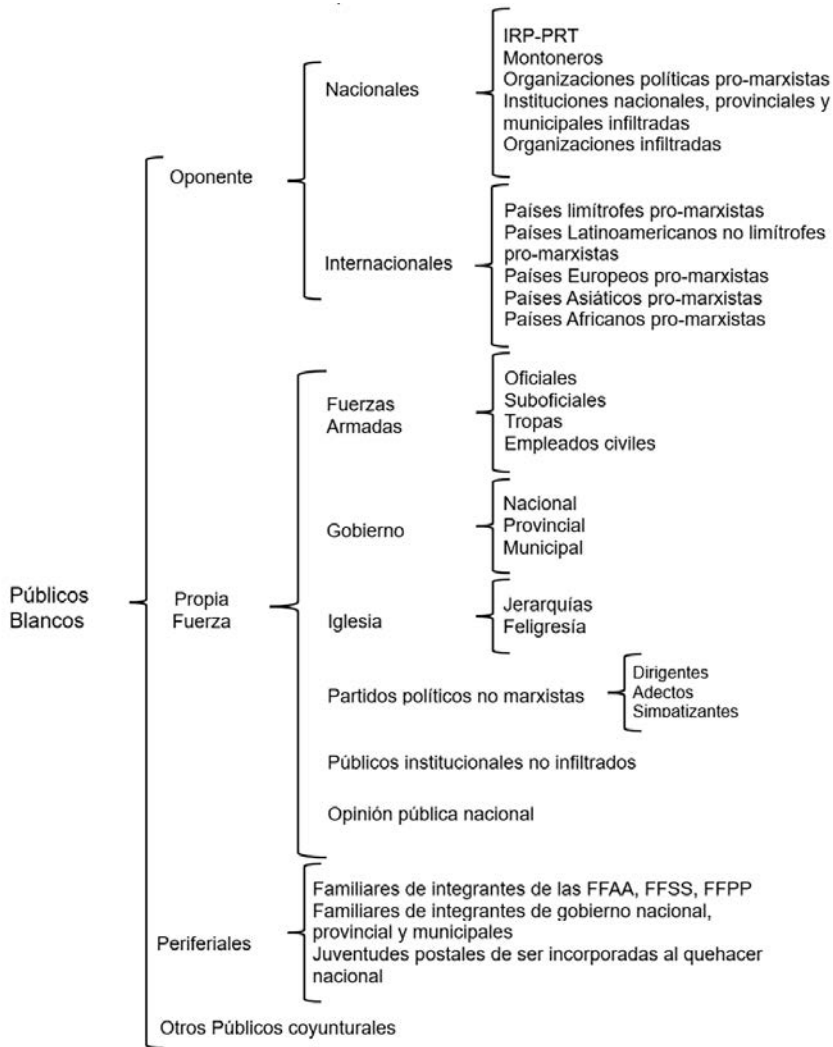 Públicos
Blancos
Oponente
Nacionales
IRP-PRT
Montoneros
Organizaciones políticas pro-marxistas
Instituciones nacionales, provinciales y
municipales infiltradas
Organizaciones infiltradas
Internacionales
Países limítrofes pro-marxistas
Países Latinoamericanos no limítrofes
pro-marxistas
Países Europeos pro-marxistas
Países Asiáticos pro-marxistas
Países Africanos pro-marxistas
Propia
Fuerza
Fuerzas
Armadas
Oficiales
Suboficiales
Tropas
Empleados civiles
Gobierno
Nacional
Provincial
Municipal
Iglesia
Jerarquías
Feligresía
Partidos políticos no marxistas
Dirigentes
Adectos
Simpatizantes
Públicos institucionales no infiltrados
Opinión pública nacional
Periferiales
Familiares de integrantes de las FFAA, FFSS, FFPP
Familiares de integrantes de gobierno nacional,
provincial y municipales
Juventudes postales de ser incorporadas al quehacer
nacional
Otros Públicos coyunturales